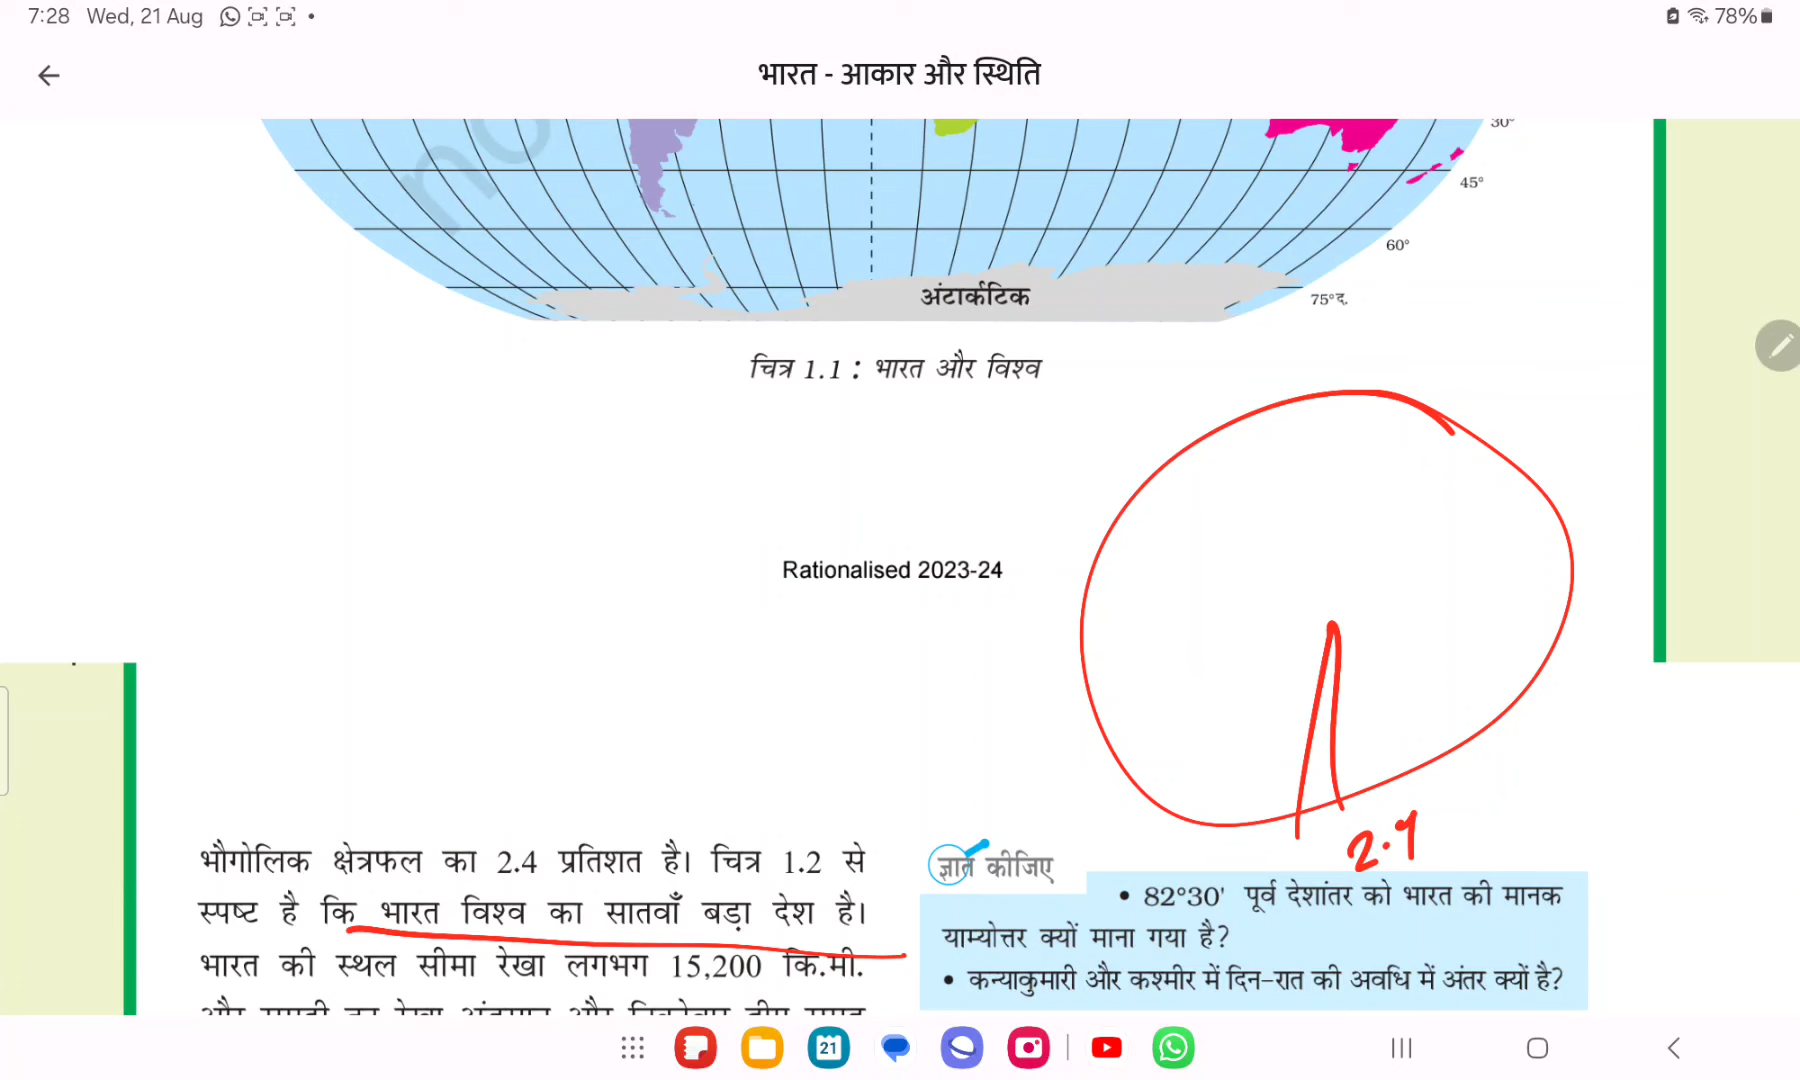 7:28 Wed, 21 Aug
78%
भारत - आकार और स्थिति
no
30°
45°
60°
75°द.
अंटार्कटिक
चित्र 1.1 : भारत और विश्व
Rationalised 2023-24
भौगोलिक क्षेत्रफल का 2.4 प्रतिशत है। चित्र 1.2 से
स्पष्ट है कि भारत विश्व का सातवाँ बड़ा देश है।
भारत की स्थल सीमा रेखा लगभग 15,200 कि.मी.
ज्ञात कीजिए
• 82°30' पूर्व देशांतर को भारत की मानक
याम्योत्तर क्यों माना गया है?
• कन्याकुमारी और कश्मीर में दिन-रात की अवधि में अंतर क्यों है?
21